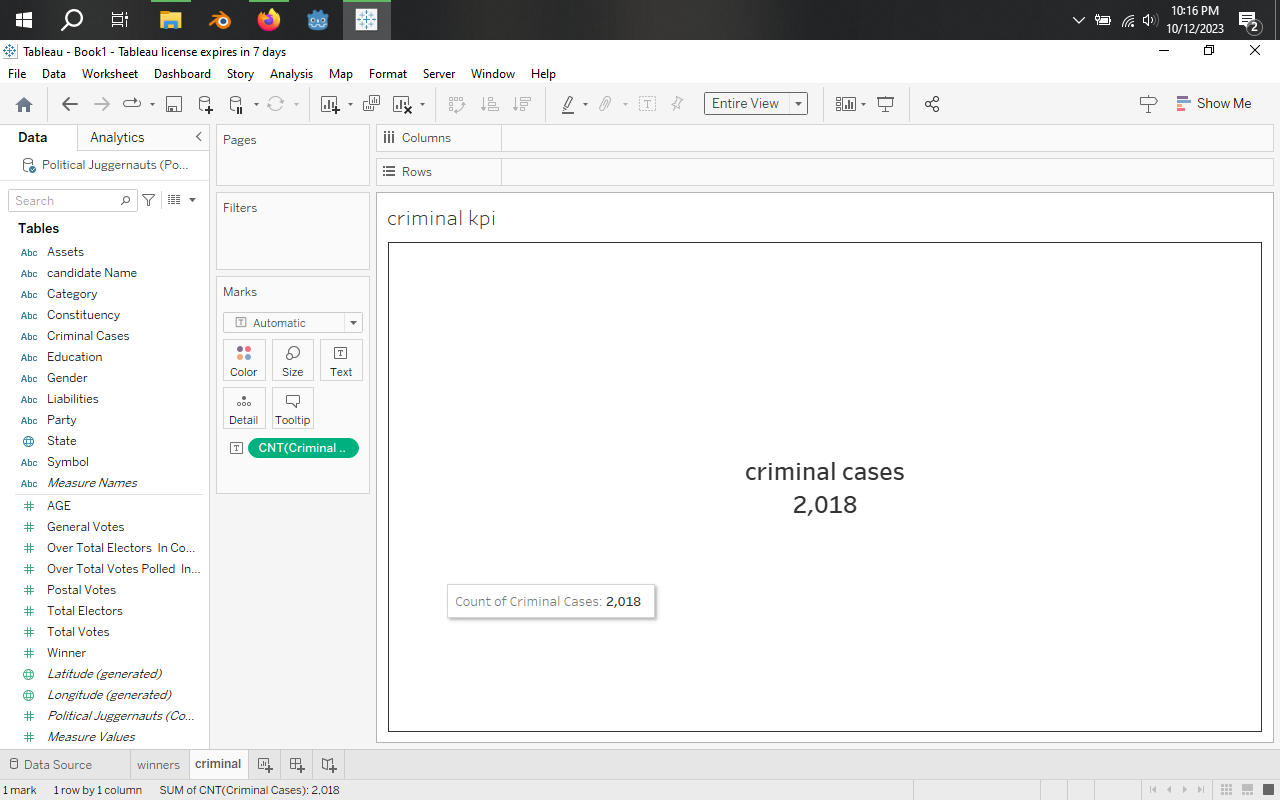 10:16 PM
10/12/2023
2
Tableau - Book1 - Tableau license expires in 7 days
File Data Worksheet Dashboard Story Analysis Map Format Server Window Help
Entire View
Show Me
Data Analytics
Political Juggernauts (Po...
Search
Tables
Abc Assets
Abc candidate Name
Abc Category
Abc Constituency
Abc Criminal Cases
Abc Education
Abc Gender
Abc Liabilities
Abc Party
State
Abc Symbol
Abc Measure Names
# AGE
# General Votes
# Over Total Electors In Co...
# Over Total Votes Polled In...
# Postal Votes
# Total Electors
# Total Votes
# Winner
Latitude (generated)
Longitude (generated)
# Political Juggernauts (Co...
# Measure Values
Pages
Filters
Marks
T Automatic
Color Size Text
Detail Tooltip
T CNT(Criminal ..
Columns
Rows
criminal kpi
criminal cases
2,018
Count of Criminal Cases: 2,018
Data Source winners criminal
1 mark 1 row by 1 column SUM of CNT(Criminal Cases): 2,018